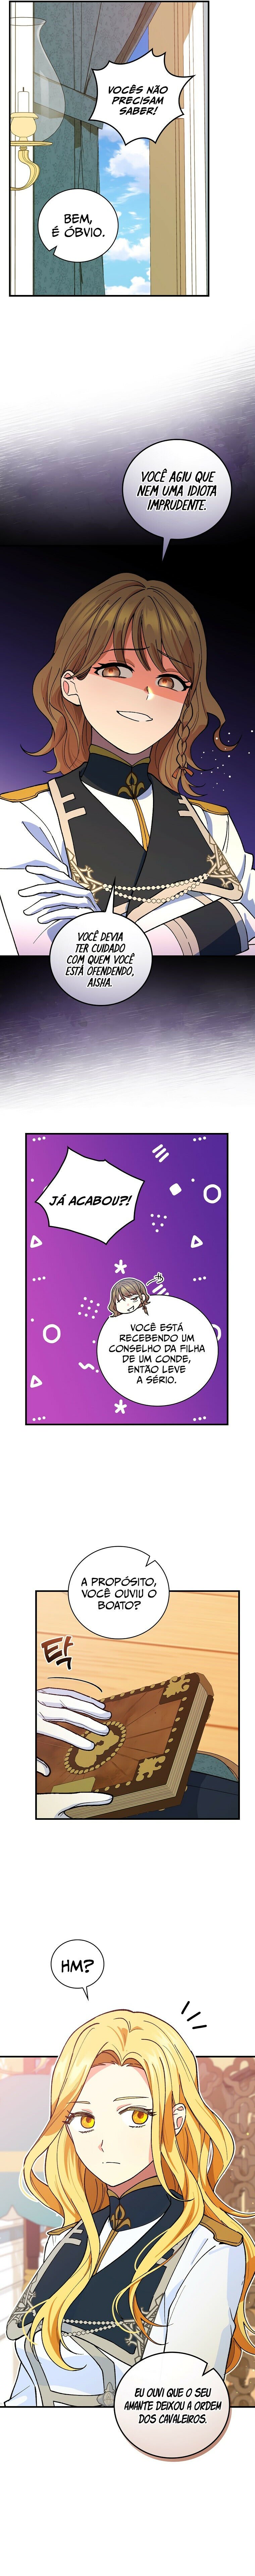 VOCÊS NÃO
PRECISAM
SABER!
BEM,
É ÓBVIO.
VOCÊ AGIU QUE
NEM UMA IDIOTA
IMPRUDENTE.
VOCÊ DEVIA
TER CUIDADO
COM QUEM VOCÊ
ESTÁ OFENDENDO,
AISHA.
JÁ ACABOU?!
VOCÊ ESTÁ
RECEBENDO UM
CONSELHO DA FILHA
DE UM CONDE,
ENTÃO LEVE
A SÉRIO.
A PROPÓSITO,
VOCÊ OUVIU O
BOATO?
탁
HM?
EU OUVI QUE O SEU
AMANTE DEIXOU A ORDEM
DOS CAVALEIROS.